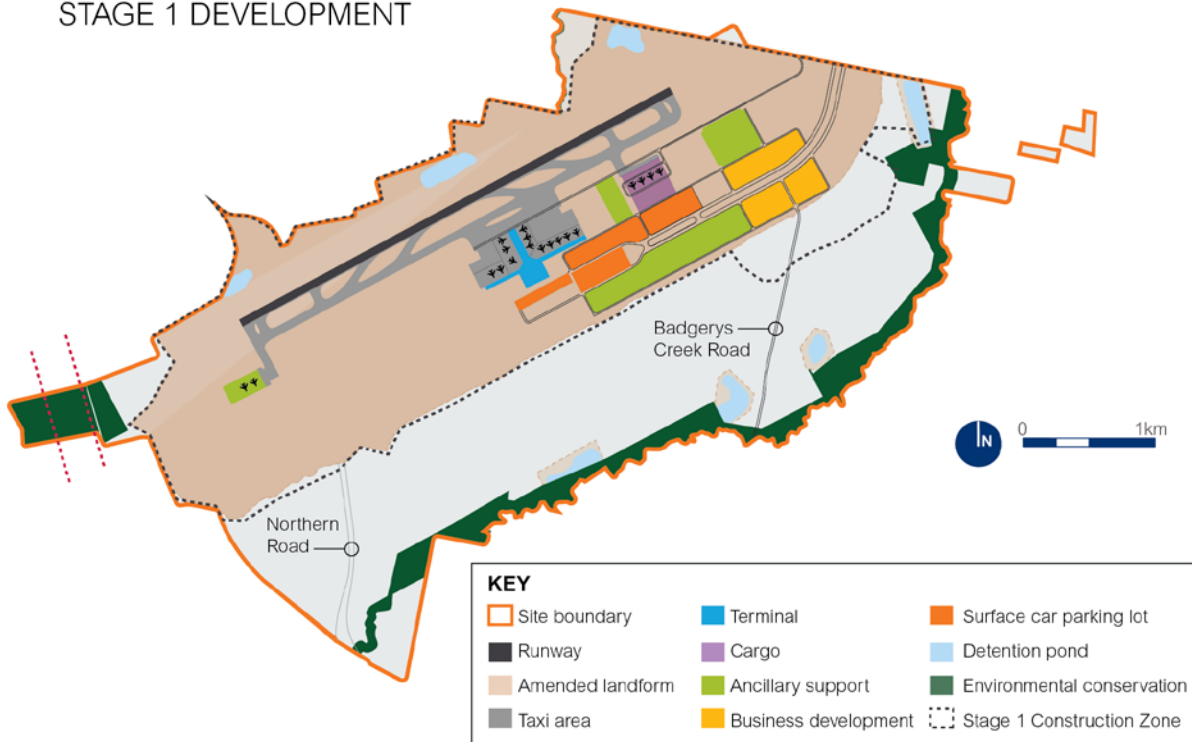 STAGE 1 DEVELOPMENT
Badgerys
Creek Road
N
0 1km
Northern
Road
KEY
Site boundary
Runway
Amended landform
Taxi area
Terminal
Cargo
Ancillary support
Business development
Surface car parking lot
Detention pond
Environmental conservation
Stage 1 Construction Zone